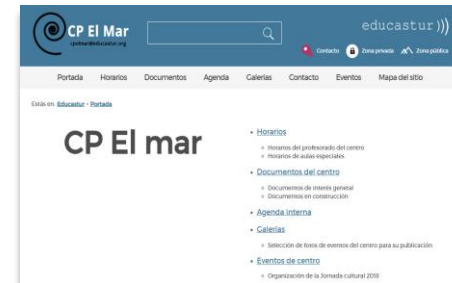 CP El Mar
cpelmar@educastur.org
educastur)))
Contacto Zona privada Zona pública
Portada Horarios Documentos Agenda Galerías Contacto Eventos Mapa del sitio
Estás en: Educastur - Portada
CP El mar
Horarios
Horarios del profesorado del centro
Horarios de aulas especiales
Documentos del centro
Documentos de interés general
Documentos en construcción
Agenda interna
Galerías
Selección de fotos de eventos del centro para su publicación
Eventos de centro
Organización de la Jornada cultural 2018